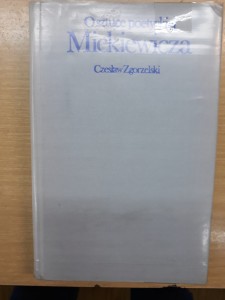 O sztuce poetyckiej
Mickiewicza
Czesław Zgorzelski